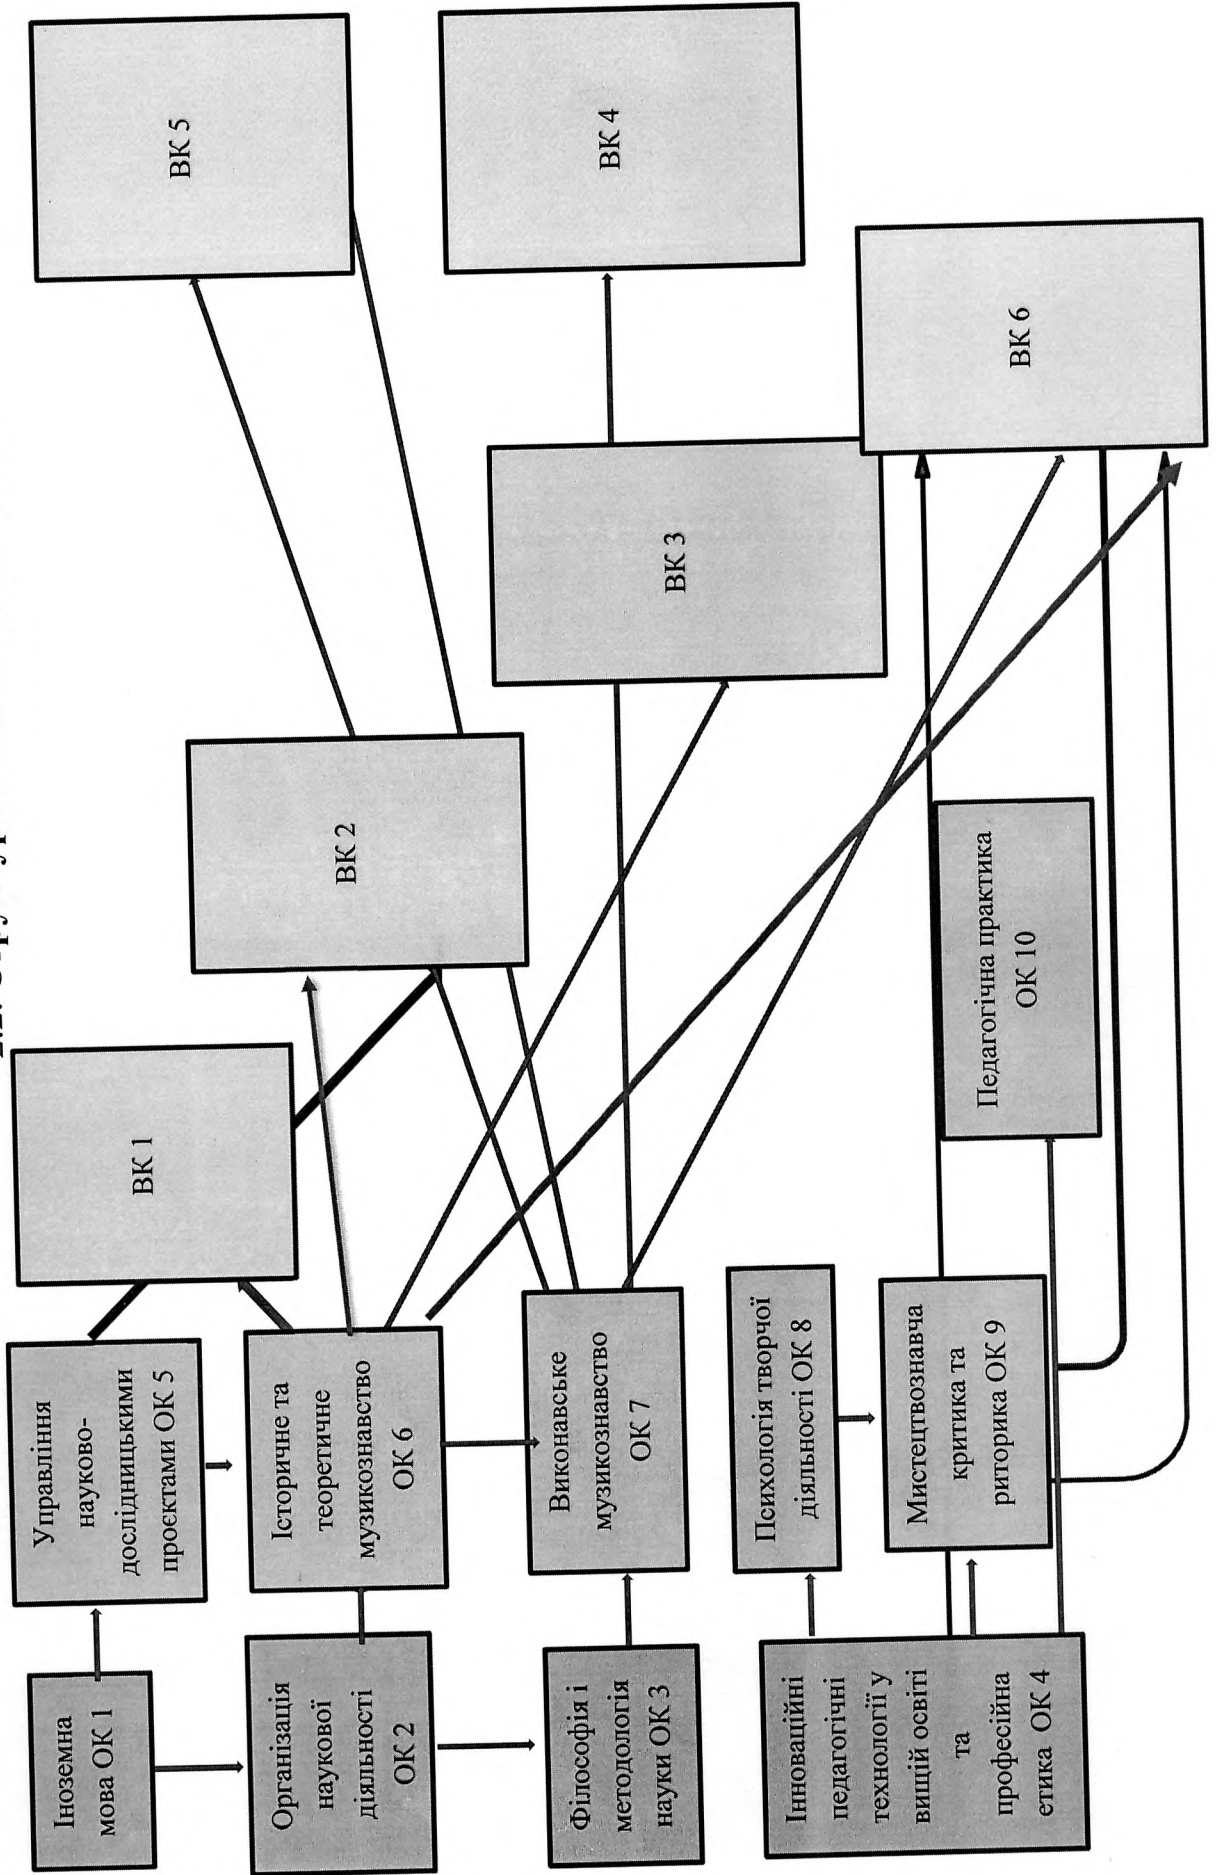 Іноземна
мова ОК 1
Організація
наукової
діяльності
ОК 2
Філософія і
методологія
науки ОК 3
Інноваційні
педагогічні
технології у
вищій освіті
та
професійна
етика ОК 4
Управління
науково-
дослідницькими
проєктами ОК 5
Історичне та
теоретичне
музикознавство
ОК 6
Виконавське
музикознавство
ОК 7
Психологія творчої
діяльності ОК 8
Мистецтвознавча
критика та
риторика ОК 9
Педагогічна практика
ОК 10
ВК 1
ВК 2
ВК 3
ВК 5
ВК 4
ВК 6